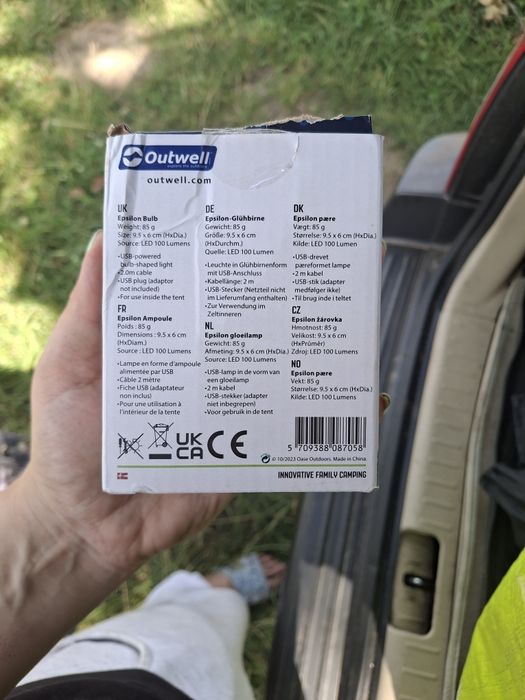 Outwell
explore the outdoors
outwell.com
UK
Epsilon Bulb
Weight: 85 g
Size: 9.5 x 6 cm (HxDia.)
Source: LED 100 Lumens
•USB-powered
bulb-shaped light
•2.0m cable
•USB plug (adaptor
not included)
•For use inside the tent
FR
Epsilon Ampoule
Poids : 85 g
Dimensions : 9.5 x 6 cm
(HxDiam.)
Source : LED 100 Lumens
•Lampe en forme d'ampoule
alimentée par USB
•Câble 2 mètre
•Fiche USB (adaptateur
non inclus)
•Pour une utilisation à
l'intérieur de la tente
DE
Epsilon-Glühbirne
Gewicht: 85 g
Größe: 9.5 x 6 cm
(HxDurchm.)
Quelle: LED 100 Lumens
•Leuchte in Glühbirnenform
mit USB-Anschluss
•Kabellänge: 2 m
•USB-Stecker (Netzteil nicht
im Lieferumfang enthalten)
•Zur Verwendung im
Zeltinneren
NL
Epsilon gloeilamp
Gewicht: 85 g
Afmeting: 9.5 x 6 cm (HxDia.)
Source: LED 100 Lumens
•USB-lamp in de vorm van
een gloeilamp
•2 m kabel
•USB-stekker (adapter
niet inbegrepen)
•Voor gebruik in de tent
DK
Epsilon pære
Vægt: 85 g
Størrelse: 9.5 x 6 cm (HxDia.)
Kilde: LED 100 Lumens
•USB-drevet
pæreformet lampe
•2 m kabel
•USB-stik (adapter
medfølger ikke)
•Til brug inde i teltet
CZ
Epsilon žárovka
Hmotnost: 85 g
Velikost: 9.5 x 6 cm
(HxPrůměr)
Zdroj: LED 100 Lumens
NO
Epsilon pære
Vekt: 85 g
Størrelse: 9.5 x 6 cm (HxDia.)
Kilde: LED 100 Lumens
UK
CA
CE
5 709388 087058
© 10/2023 Oase Outdoors. Made in China.
INNOVATIVE FAMILY CAMPING